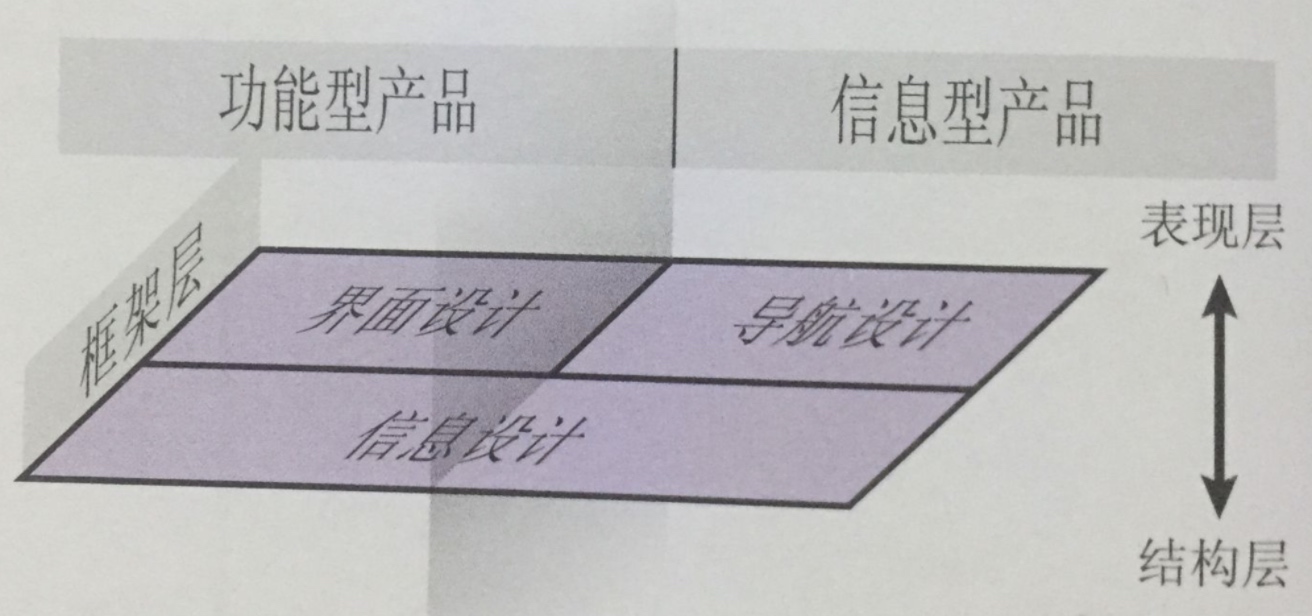 功能型产品
信息型产品
表现层
框架层
界面设计
导航设计
信息设计
结构层